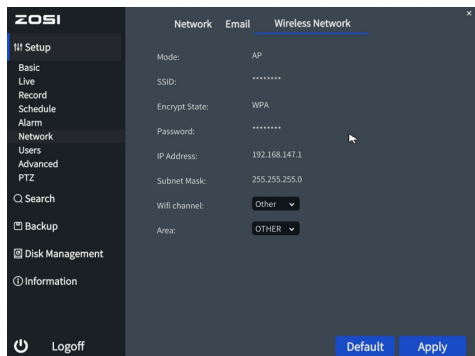 ZOSI
Network Email Wireless Network
×
Setup
Basic
Live
Record
Schedule
Alarm
Network
Users
Advanced
PTZ
Search
Backup
Disk Management
Information
Logoff
Mode: AP
SSID: ********
Encrypt State: WPA
Password: ********
IP Address: 192.168.147.1
Subnet Mask: 255.255.255.0
Wifi channel: Other
Area: OTHER
Default Apply